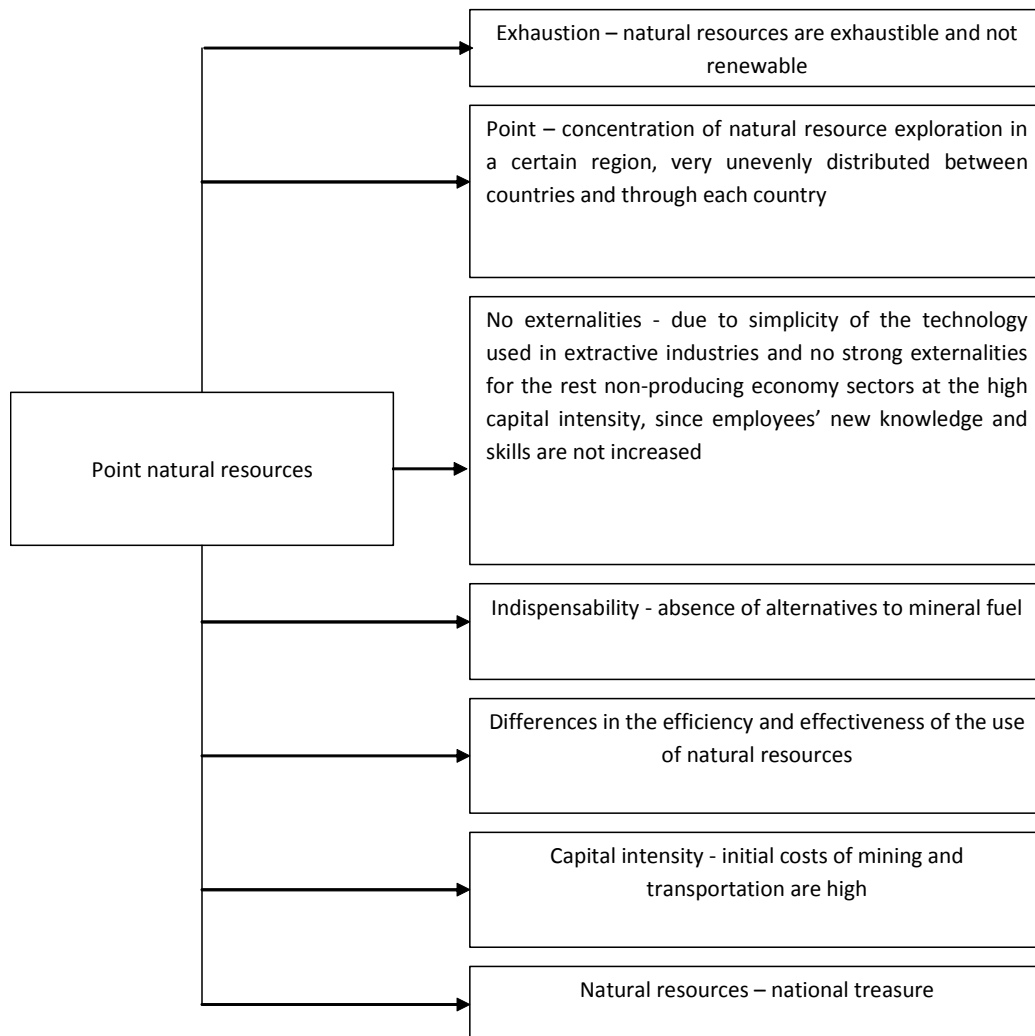 Exhaustion – natural resources are exhaustible and not
renewable
Point – concentration of natural resource exploration in
a certain region, very unevenly distributed between
countries and through each country
No externalities - due to simplicity of the technology
used in extractive industries and no strong externalities
for the rest non-producing economy sectors at the high
capital intensity, since employees’ new knowledge and
skills are not increased
Point natural resources
Indispensability - absence of alternatives to mineral fuel
Differences in the efficiency and effectiveness of the use
of natural resources
Capital intensity - initial costs of mining and
transportation are high
Natural resources – national treasure